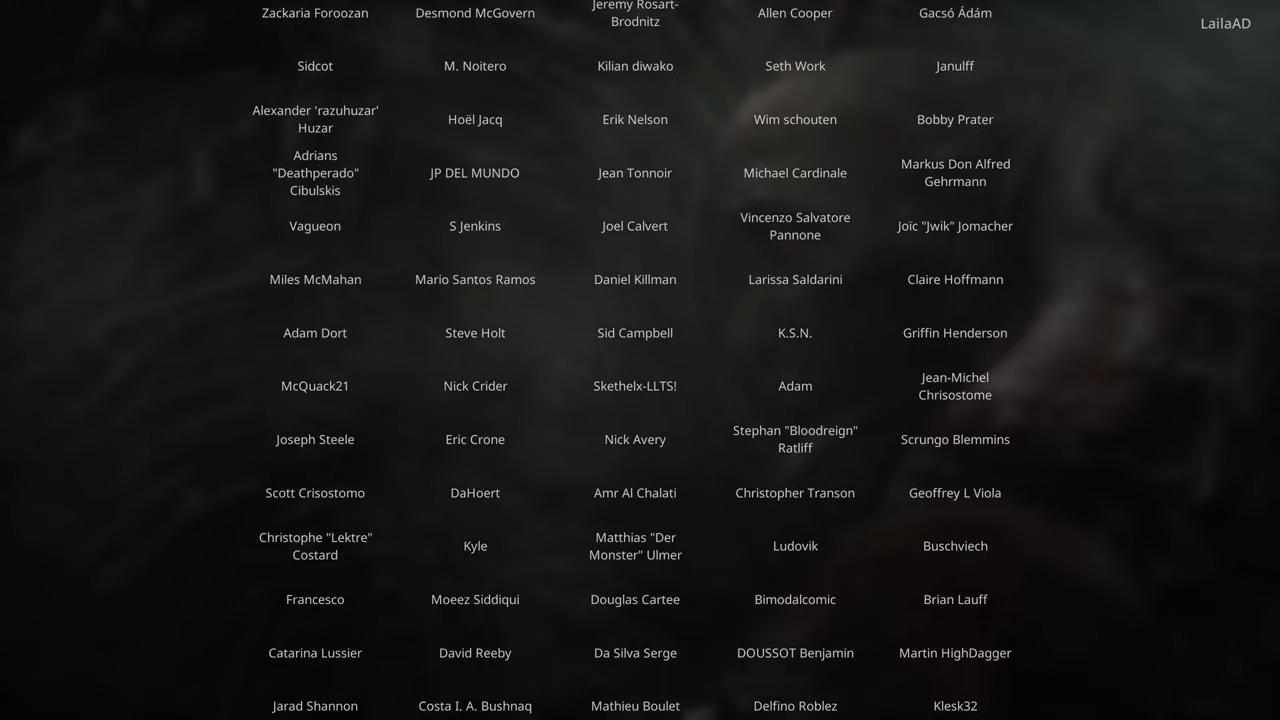 Zackaria Foroozan
Desmond McGovern
Jeremy Rosart-
Brodnitz
Allen Cooper
Gacsó Ádám
LailaAD
Sidcot
M. Noitero
Kilian diwako
Seth Work
Janulff
Alexander 'razuhuzar'
Huzar
Hoël Jacq
Erik Nelson
Wim schouten
Bobby Prater
Adrians
"Deathperado"
Cibulskis
JP DEL MUNDO
Jean Tonnoir
Michael Cardinale
Markus Don Alfred
Gehrmann
Vagueon
S Jenkins
Joel Calvert
Vincenzo Salvatore
Pannone
Joïc "Jwik" Jomacher
Miles McMahan
Mario Santos Ramos
Daniel Killman
Larissa Saldarini
Claire Hoffmann
Adam Dort
Steve Holt
Sid Campbell
K.S.N.
Griffin Henderson
McQuack21
Nick Crider
Skethelx-LLTS!
Adam
Jean-Michel
Chrisostome
Joseph Steele
Eric Crone
Nick Avery
Stephan "Bloodreign"
Ratliff
Scrungo Blemmins
Scott Crisostomo
DaHoert
Amr Al Chalati
Christopher Transon
Geoffrey L Viola
Christophe "Lektre"
Costard
Kyle
Matthias "Der
Monster" Ulmer
Ludovik
Buschviech
Francesco
Moeez Siddiqui
Douglas Cartee
Bimodalcomic
Brian Lauff
Catarina Lussier
David Reeby
Da Silva Serge
DOUSSOT Benjamin
Martin HighDagger
Jarad Shannon
Costa I. A. Bushnaq
Mathieu Boulet
Delfino Roblez
Klesk32